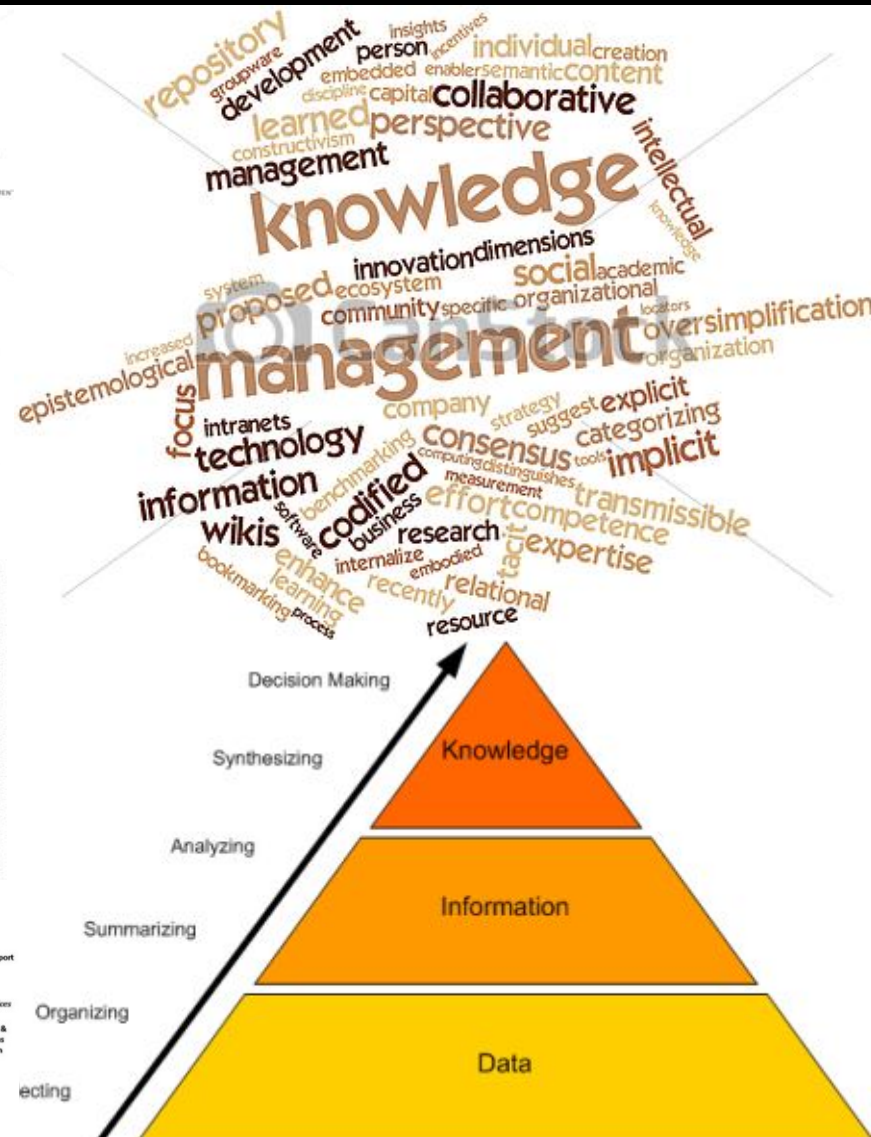 repository
groupware
development
insights
person
incentives
individual
creation
embedded
enabler
semantic
content
discipline
capital
collaborative
learned
perspective
constructivism
management
intellectual
knowledge
knowledge
innovation
dimensions
system
proposed
ecosystem
social
academic
community
specific
organizational
locators
increased
management
oversimplification
organization
epistemological
focus
intranets
company
strategy
suggest
explicit
technology
benchmarking
consensus
categorizing
computing
distinguishes
tools
implicit
information
software
codified
measurement
effort
competence
transmissible
wikis
business
research
tacit
expertise
bookmarking
enhance
internalize
embodied
learning
recently
relational
process
resource
Decision Making
Synthesizing
Knowledge
Analyzing
Information
Summarizing
port
Organizing
&
Data
ecting